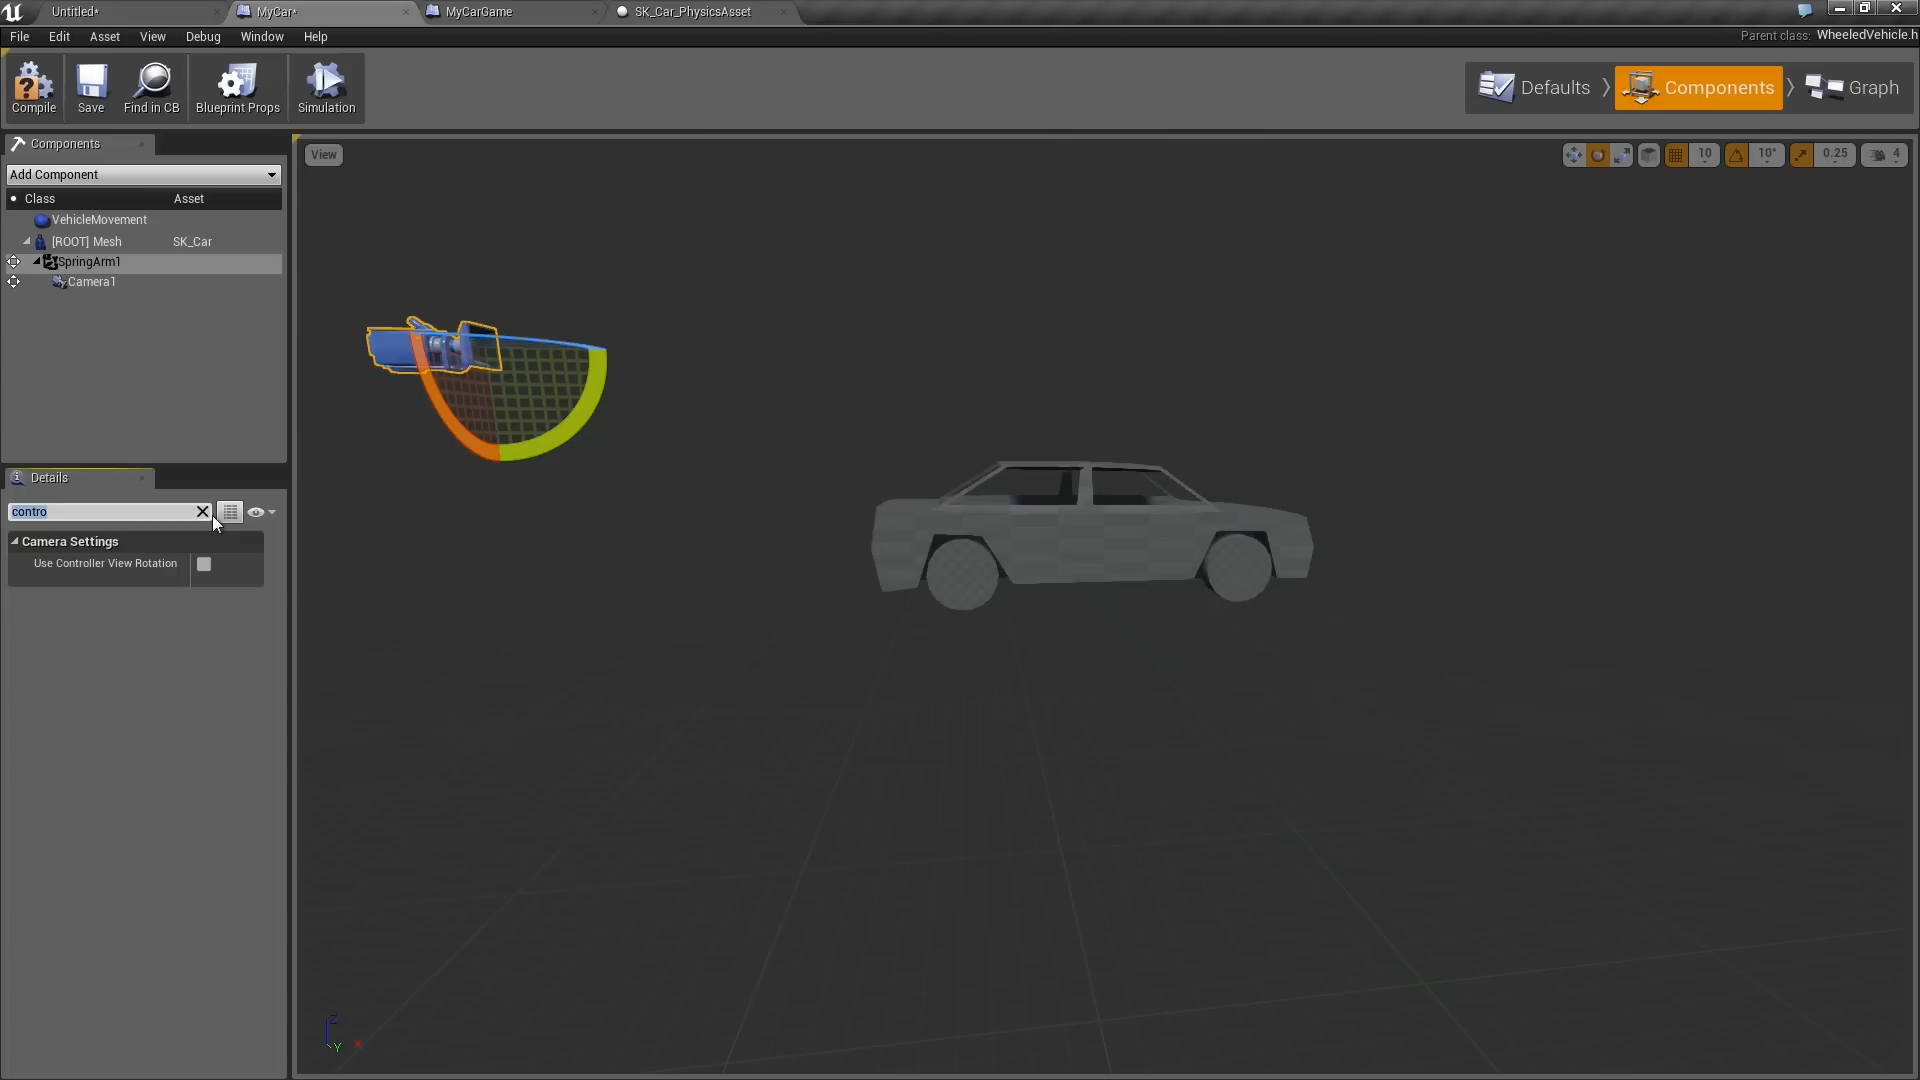 Untitled*
MyCar*
MyCarGame
SK_Car_PhysicsAsset
File Edit Asset View Debug Window Help
Parent class: WheeledVehicle.h
Compile
Save
Find in CB
Blueprint Props
Simulation
Defaults
Components
Graph
Components
Add Component
Class Asset
VehicleMovement
[ROOT] Mesh SK_Car
SpringArm1
Camera1
View
10
10°
0.25
4
Details
contro
Camera Settings
Use Controller View Rotation
Z
Y
X